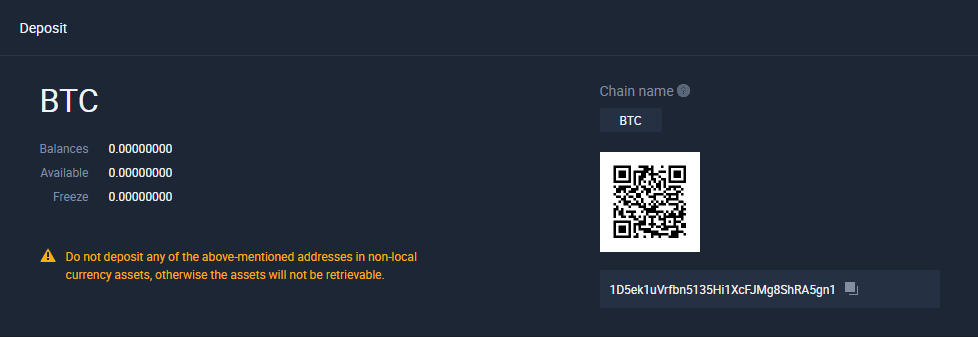 Deposit
BTC
Balances 0.00000000
Available 0.00000000
Freeze 0.00000000
Do not deposit any of the above-mentioned addresses in non-local
currency assets, otherwise the assets will not be retrievable.
Chain name ?
BTC
1D5ek1uVrfbn5135Hi1XcFJMg8ShRA5gn1